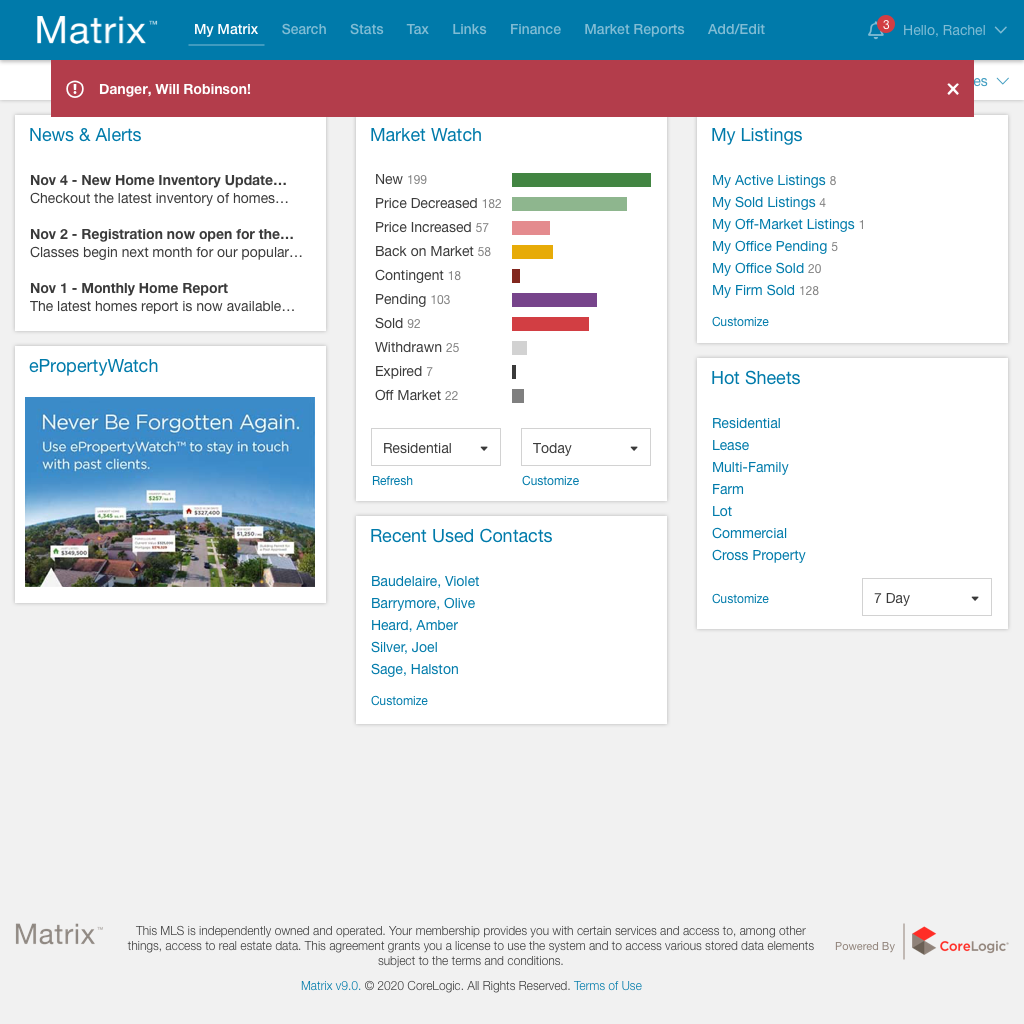 Matrix™
My Matrix
Search
Stats
Tax
Links
Finance
Market Reports
Add/Edit
3
Hello, Rachel
Danger, Will Robinson!
es
News & Alerts
Nov 4 - New Home Inventory Update…
Checkout the latest inventory of homes…
Nov 2 - Registration now open for the…
Classes begin next month for our popular…
Nov 1 - Monthly Home Report
The latest homes report is now available…
ePropertyWatch
Never Be Forgotten Again.
Use ePropertyWatch™ to stay in touch
with past clients.
$257
4,345
$327,400
$1,250
$349,500
Market Watch
New 199
Price Decreased 182
Price Increased 57
Back on Market 58
Contingent 18
Pending 103
Sold 92
Withdrawn 25
Expired 7
Off Market 22
Residential
Today
Refresh
Customize
Recent Used Contacts
Baudelaire, Violet
Barrymore, Olive
Heard, Amber
Silver, Joel
Sage, Halston
Customize
My Listings
My Active Listings 8
My Sold Listings 4
My Off-Market Listings 1
My Office Pending 5
My Office Sold 20
My Firm Sold 128
Customize
Hot Sheets
Residential
Lease
Multi-Family
Farm
Lot
Commercial
Cross Property
Customize
7 Day
Matrix™
This MLS is independently owned and operated. Your membership provides you with certain services and access to, among other
things, access to real estate data. This agreement grants you a license to use the system and to access various stored data elements
subject to the terms and conditions.
Matrix v9.0. © 2020 CoreLogic. All Rights Reserved. Terms of Use
Powered By
CoreLogic